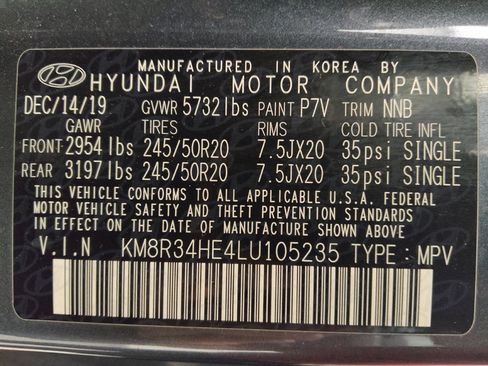 MANUFACTURED IN KOREA BY
HYUNDAI MOTOR COMPANY
DEC/14/19 GVWR 5732lbs PAINT P7V TRIM NNB
GAWR TIRES RIMS COLD TIRE INFL
FRONT 2954lbs 245/50R20 7.5JX20 35psi SINGLE
REAR 3197lbs 245/50R20 7.5JX20 35psi SINGLE
THIS VEHICLE CONFORMS TO ALL APPLICABLE U.S.A. FEDERAL
MOTOR VEHICLE SAFETY AND THEFT PREVENTION STANDARDS
IN EFFECT ON THE DATE OF MANUFACTURE SHOWN ABOVE.
V.I.N KM8R34HE4LU105235 TYPE : MPV